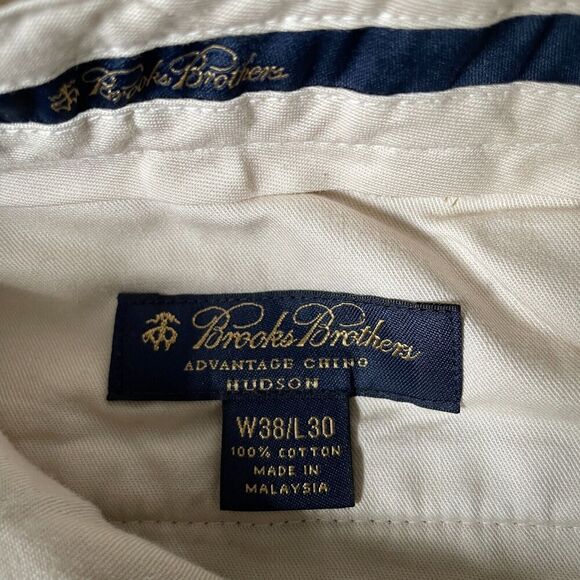 Brooks Brothers
Brooks Brothers
ADVANTAGE CHINO
HUDSON
W38/L30
100% COTTON
MADE IN
MALAYSIA